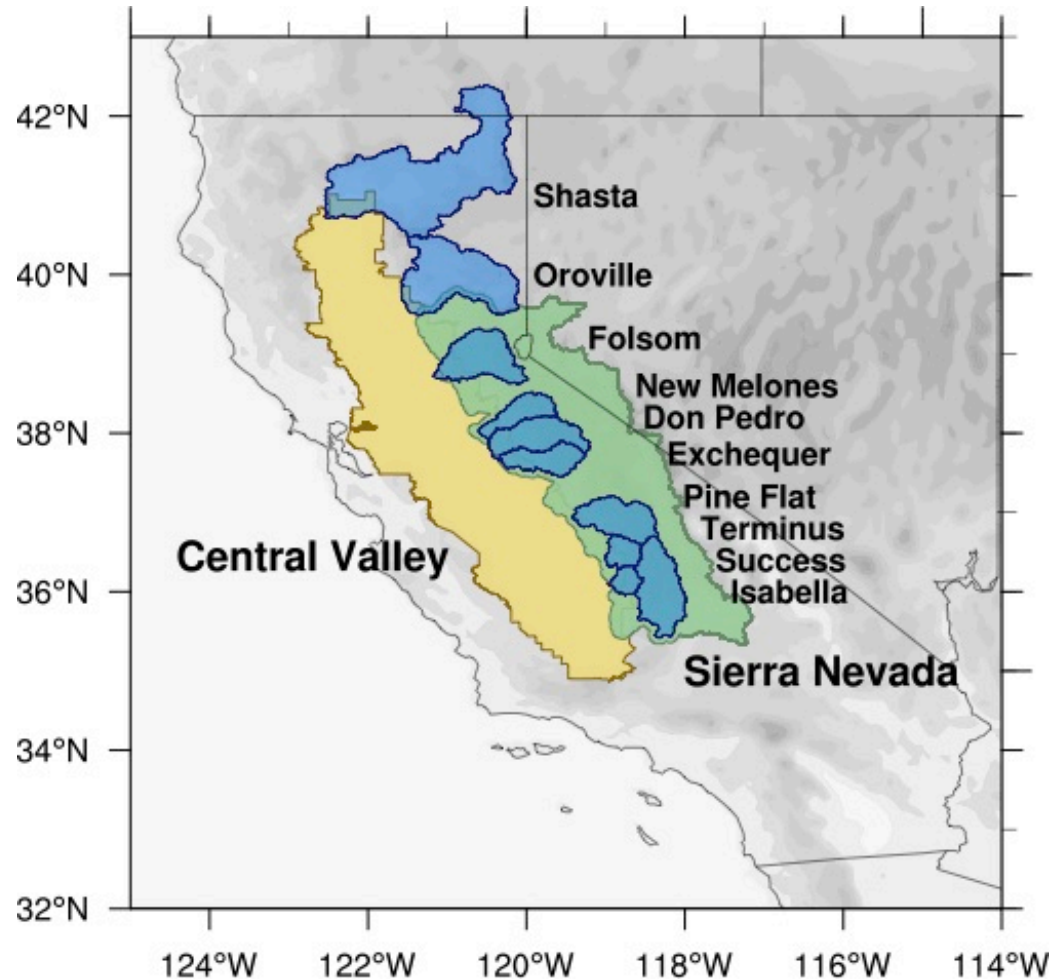 42°N
Shasta
40°N
Oroville
Folsom
New Melones
38°N
Don Pedro
Exchequer
Pine Flat
Terminus
Central Valley
Success
36°N
Isabella
Sierra Nevada
34°N
32°N
124°W 122°W 120°W 118°W 116°W 114°W